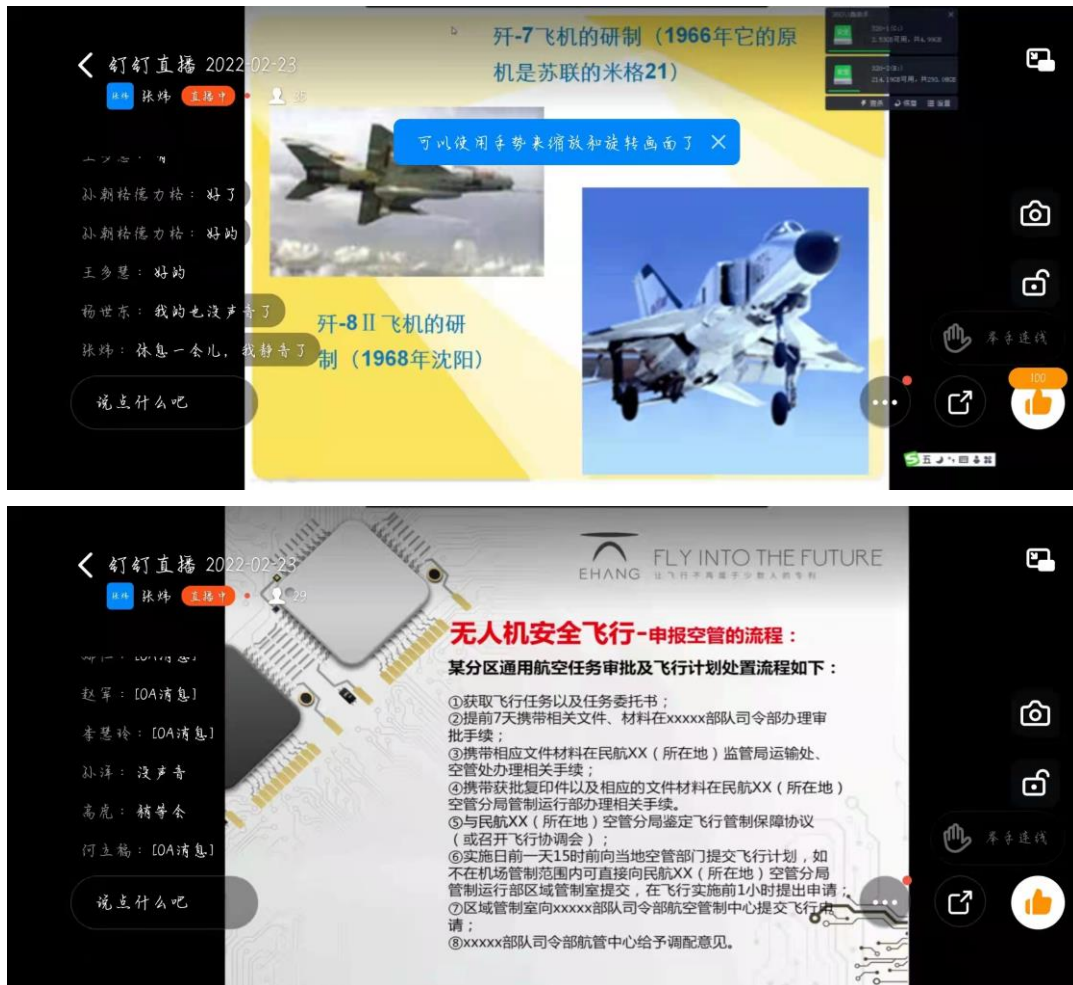 歼-7飞机的研制（1966年它的原
机是苏联的米格21）
钉钉直播 2022-02-23
张炜 直播中
可以使用手势来缩放和旋转画面了
孙朝格德力格：好了
孙朝格德力格：好的
王多慧：好的
杨世东：我的也没声音了
张炜：休息一会儿，我静音了
歼-8Ⅱ飞机的研
制（1968年沈阳）
举手连线
说点什么吧
100
五
钉钉直播 2022-02-23
张炜 直播中 29
EHANG FLY INTO THE FUTURE
让飞行不再属于少数人的专利
无人机安全飞行-申报空管的流程：
某分区通用航空任务审批及飞行计划处置流程如下：
①获取飞行任务以及任务委托书；
②提前7天携带相关文件、材料在xxxxx部队司令部办理审
批手续；
③携带相应文件材料在民航XX（所在地）监管局运输处、
空管处办理相关手续；
④携带获批复印件以及相应的文件材料在民航XX（所在地）
空管分局管制运行部办理相关手续。
⑤与民航XX（所在地）空管分局鉴定飞行管制保障协议
（或召开飞行协调会）；
⑥实施日前一天15时前向当地空管部门提交飞行计划，如
不在机场管制范围内可直接向民航XX（所在地）空管分局
管制运行部区域管制室提交，在飞行实施前1小时提出申请；
⑦区域管制室向xxxxx部队司令部航空管制中心提交飞行申
请；
⑧xxxxx部队司令部航管中心给予调配意见。
赵军：[OA消息]
李慧玲：[OA消息]
孙洋：没声音
高虎：稍等会
何立稿：[OA消息]
举手连线
说点什么吧